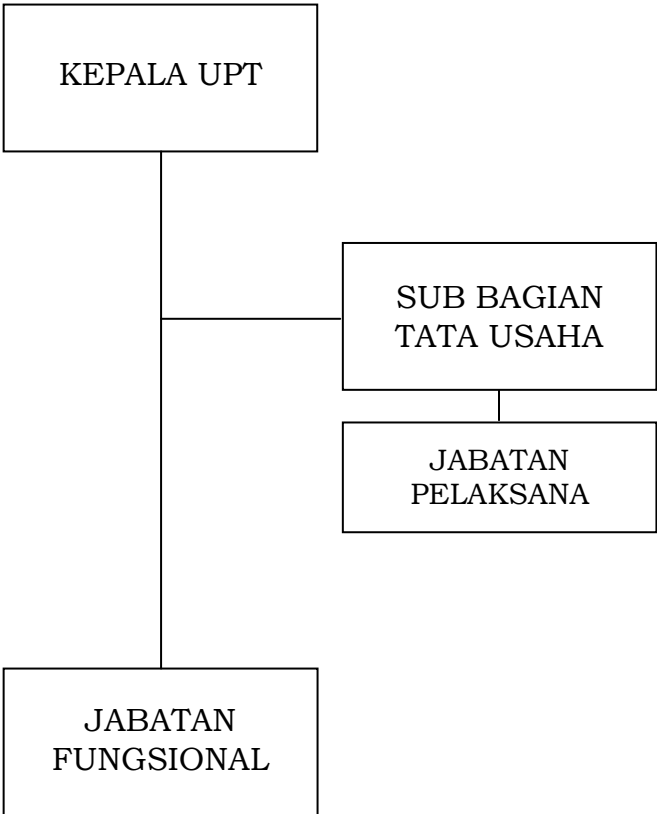 KEPALA UPT
SUB BAGIAN
TATA USAHA
JABATAN
PELAKSANA
JABATAN
FUNGSIONAL